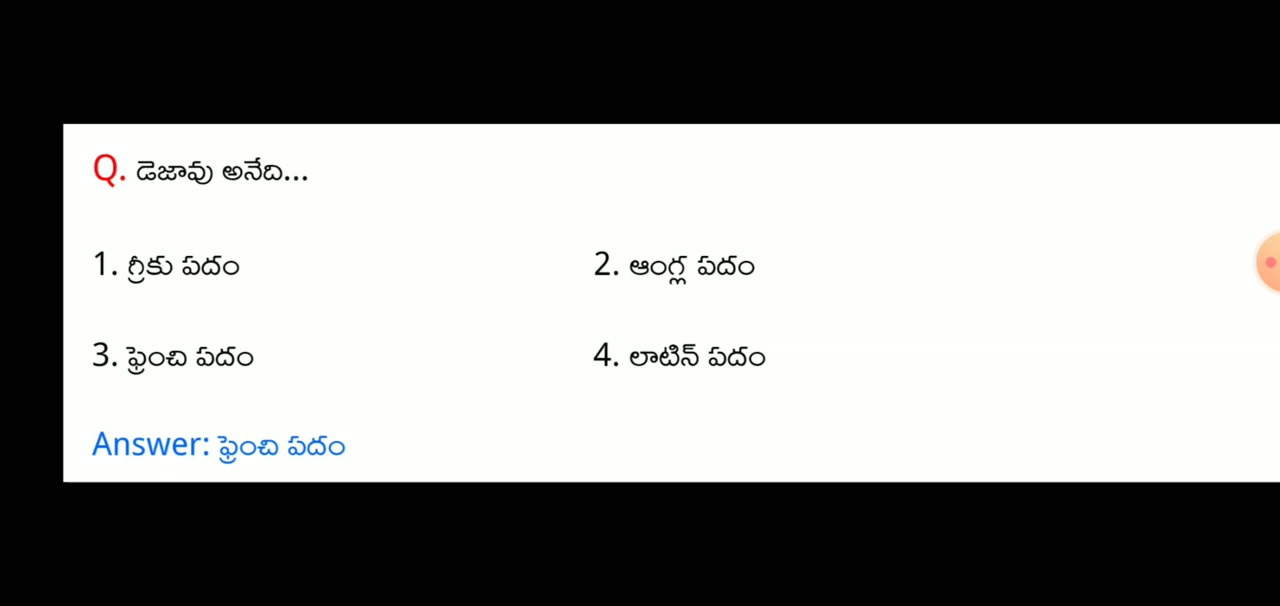 Q. డెజావు అనేది...
1. గ్రీకు పదం 2. ఆంగ్ల పదం
3. ఫ్రెంచి పదం 4. లాటిన్ పదం
Answer: ఫ్రెంచి పదం